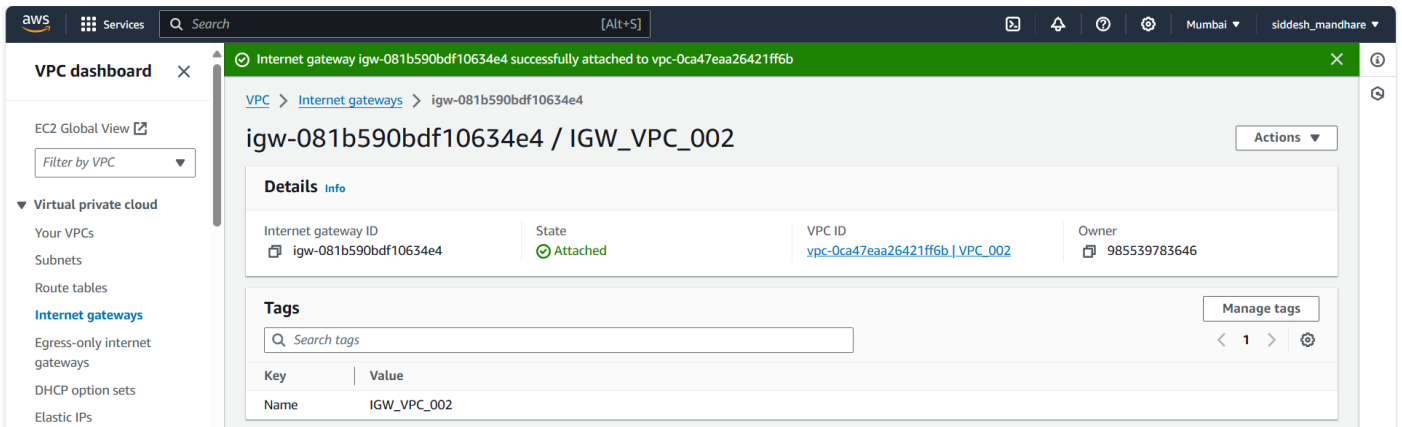 aws Services Search [Alt+S] Mumbai ▼ siddesh_mandhare ▼
VPC dashboard
EC2 Global View
Filter by VPC ▼
▼ Virtual private cloud
Your VPCs
Subnets
Route tables
Internet gateways
Egress-only internet
gateways
DHCP option sets
Elastic IPs
Internet gateway igw-081b590bdf10634e4 successfully attached to vpc-0ca47eaa26421ff6b
VPC > Internet gateways > igw-081b590bdf10634e4
igw-081b590bdf10634e4 / IGW_VPC_002
Actions ▼
Details Info
Internet gateway ID
igw-081b590bdf10634e4
State
Attached
VPC ID
vpc-0ca47eaa26421ff6b | VPC_002
Owner
985539783646
Tags
Manage tags
Search tags
< 1 >
Key Value
Name IGW_VPC_002